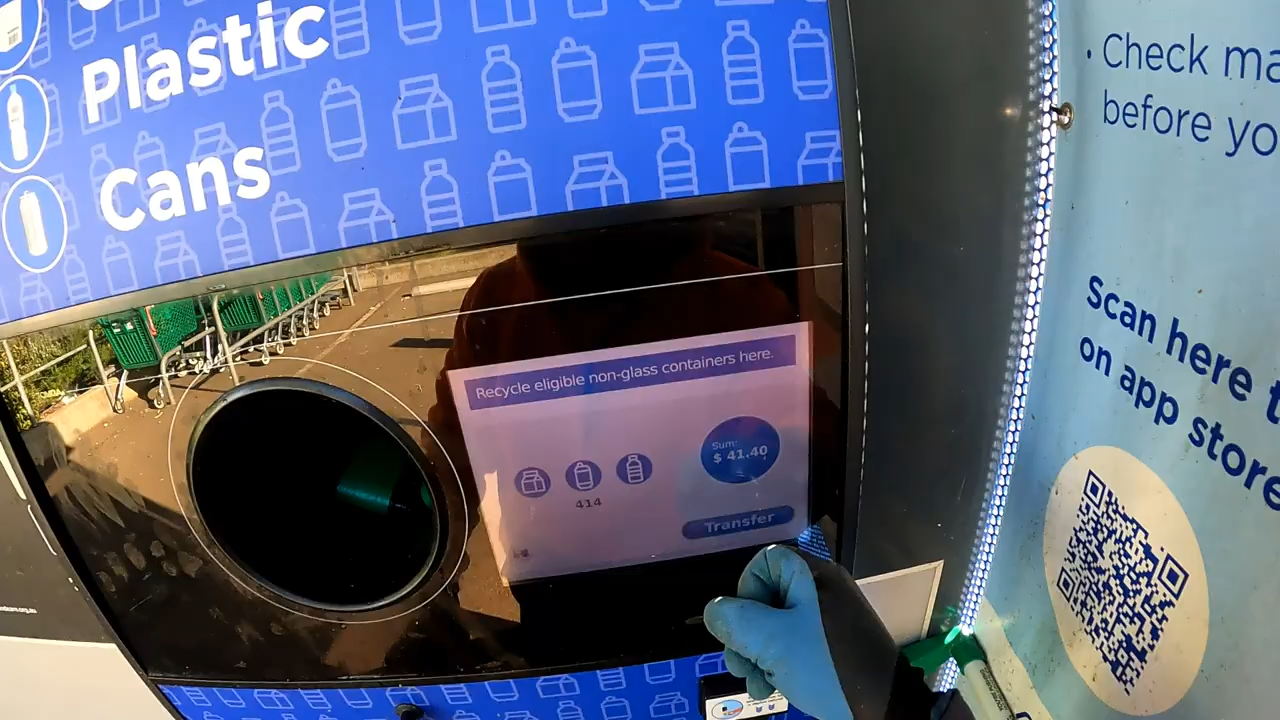 Plastic
Cans
Recycle eligible non-glass containers here.
414
Sum:
$ 41.40
Transfer
· Check ma
before yo
Scan here t
on app store